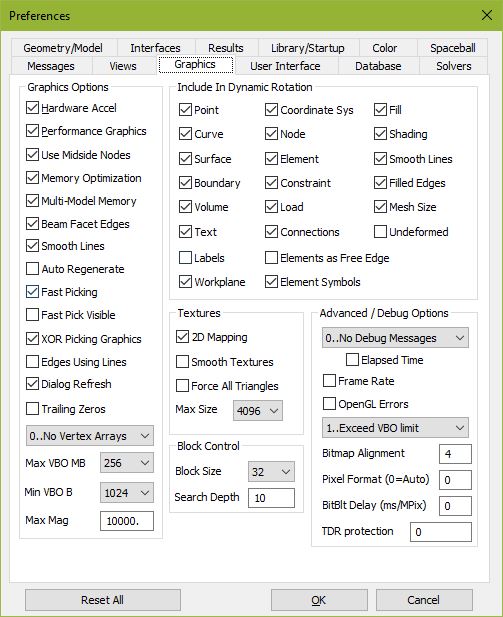 Preferences
Geometry/Model Interfaces Results Library/Startup Color Spaceball
Messages Views Graphics User Interface Database Solvers
Graphics Options
Hardware Accel
Performance Graphics
Use Midside Nodes
Memory Optimization
Multi-Model Memory
Beam Facet Edges
Smooth Lines
Auto Regenerate
Fast Picking
Fast Pick Visible
XOR Picking Graphics
Edges Using Lines
Dialog Refresh
Trailing Zeros
0..No Vertex Arrays
Max VBO MB 256
Min VBO B 1024
Max Mag 10000.
Include In Dynamic Rotation
Point Coordinate Sys Fill
Curve Node Shading
Surface Element Smooth Lines
Boundary Constraint Filled Edges
Volume Load Mesh Size
Text Connections Undeformed
Labels Elements as Free Edge
Workplane Element Symbols
Textures
2D Mapping
Smooth Textures
Force All Triangles
Max Size 4096
Block Control
Block Size 32
Search Depth 10
Advanced / Debug Options
0..No Debug Messages
Elapsed Time
Frame Rate
OpenGL Errors
1..Exceed VBO limit
Bitmap Alignment 4
Pixel Format (0=Auto) 0
BitBlt Delay (ms/MPix) 0
TDR protection 0
Reset All OK Cancel